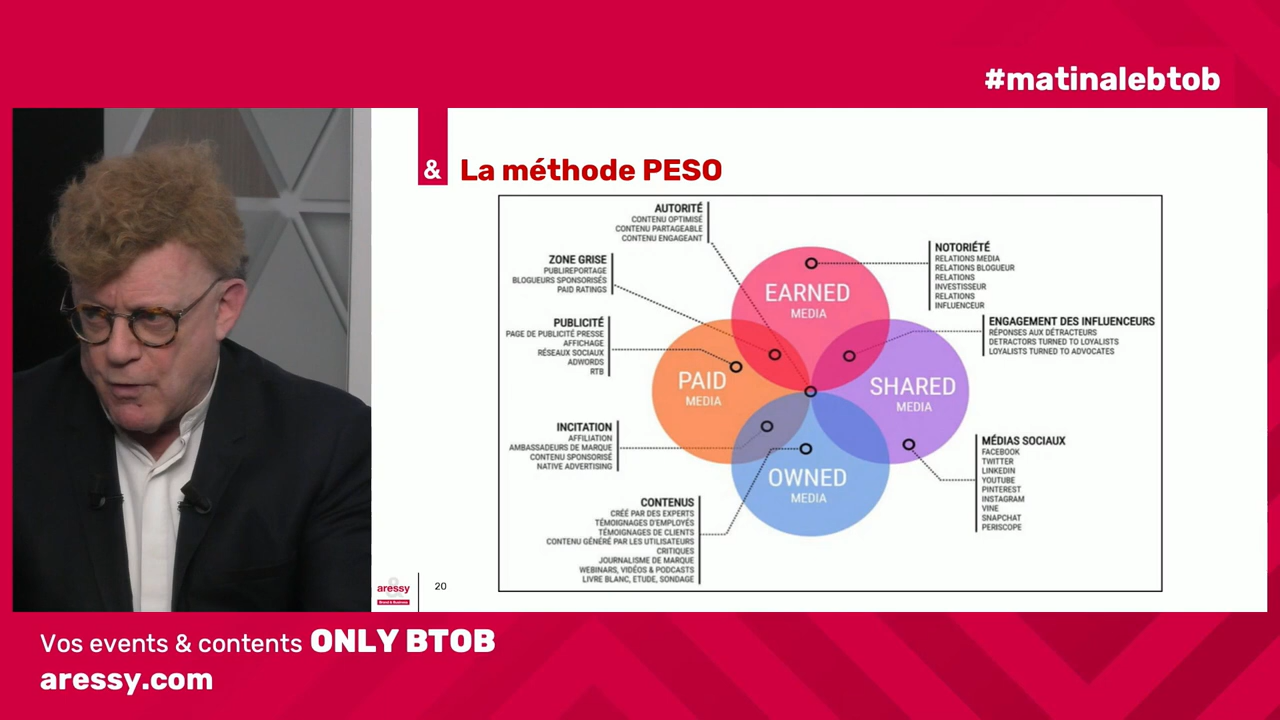 #matinalebtob
& La méthode PESO
AUTORITÉ
CONTENU OPTIMISÉ
CONTENU PARTAGEABLE
CONTENU ENGAGEANT
ZONE GRISE
PUBLIREPORTAGE
BLOGUEURS SPONSORISÉS
PAID RATINGS
PUBLICITÉ
PAGE DE PUBLICITÉ PRESSE
AFFICHAGE
RÉSEAUX SOCIAUX
ADWORDS
RTB
INCITATION
AFFILIATION
AMBASSADEURS DE MARQUE
CONTENU SPONSORISÉ
NATIVE ADVERTISING
CONTENUS
CRÉÉ PAR DES EXPERTS
TÉMOIGNAGES D'EMPLOYÉS
TÉMOIGNAGES DE CLIENTS
CONTENU GÉNÉRÉ PAR LES UTILISATEURS
CRITIQUES
JOURNALISME DE MARQUE
WEBINARS, VIDÉOS & PODCASTS
LIVRE BLANC, ETUDE, SONDAGE
EARNED
MEDIA
PAID
MEDIA
SHARED
MEDIA
OWNED
MEDIA
NOTORIÉTÉ
RELATIONS MEDIA
RELATIONS BLOGUEUR
RELATIONS
INVESTISSEUR
RELATIONS
INFLUENCEUR
ENGAGEMENT DES INFLUENCEURS
RÉPONSES AUX DÉTRACTEURS
DETRACTORS TURNED TO LOYALISTS
LOYALISTS TURNED TO ADVOCATES
MÉDIAS SOCIAUX
FACEBOOK
TWITTER
LINKEDIN
YOUTUBE
PINTEREST
INSTAGRAM
VINE
SNAPCHAT
PERISCOPE
aressy
Brand & Business
20
Vos events & contents ONLY BTOB
aressy.com